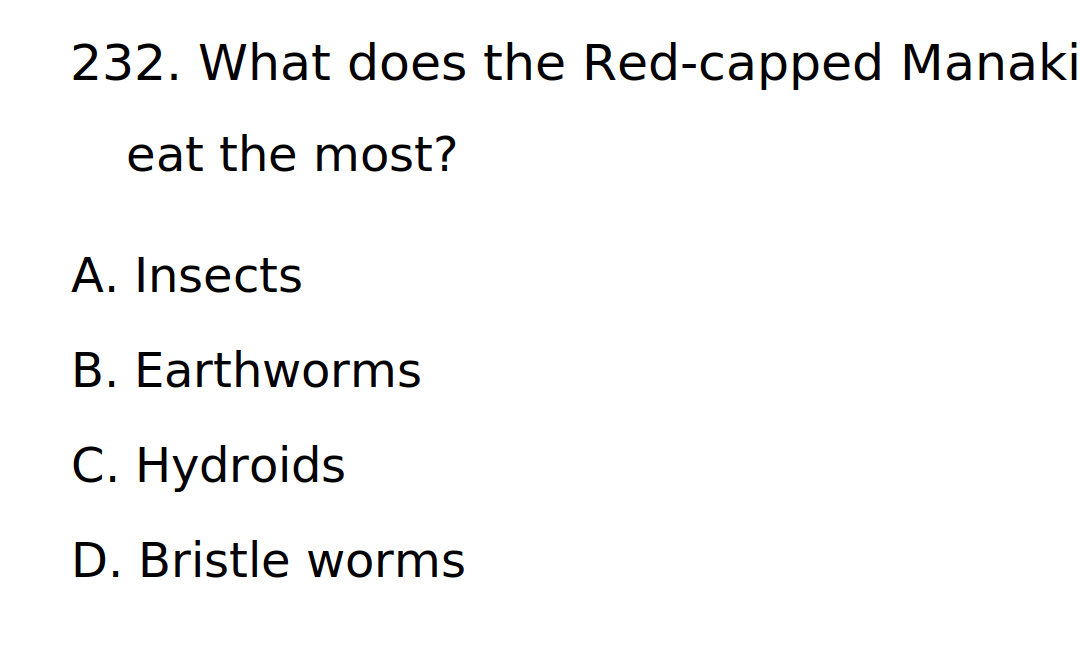 232. What does the Red-capped Manaki
eat the most?
A. Insects
B. Earthworms
C. Hydroids
D. Bristle worms